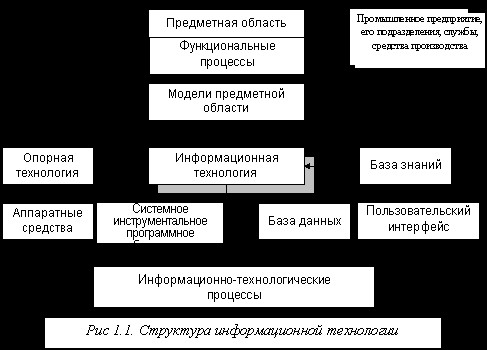 Предметная область
Функциональные
процессы
Промышленное предприятие,
его подразделения, службы,
средства производства
Модели предметной
области
Опорная
технология
Информационная
технология
База знаний
Аппаратные
средства
Системное
инструментальное
программное
База данных
Пользовательский
интерфейс
Информационно-технологические
процессы
Рис 1.1. Структура информационной технологии